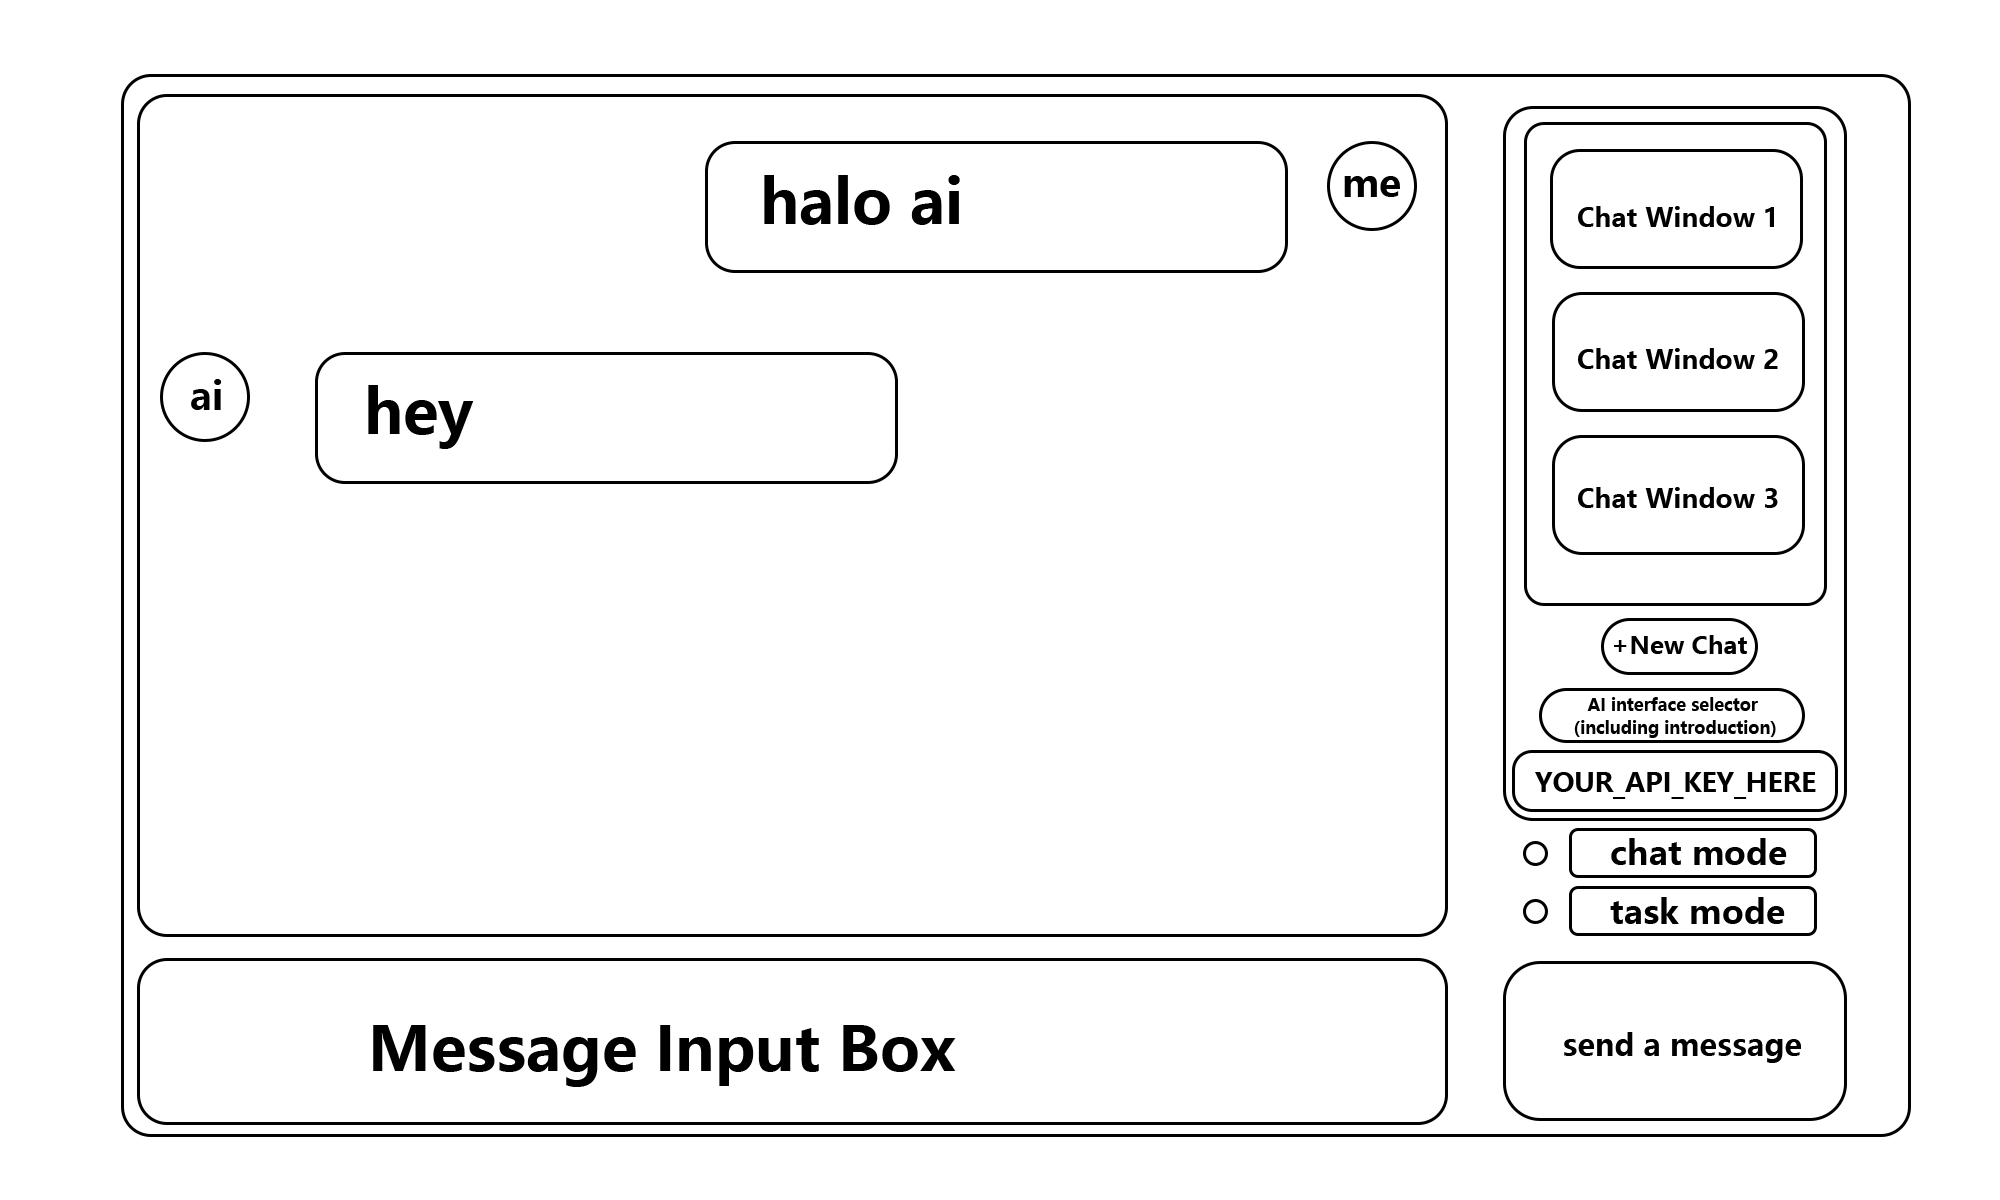 halo ai
me
ai
hey
Message Input Box
Chat Window 1
Chat Window 2
Chat Window 3
+New Chat
AI interface selector
(including introduction)
YOUR_API_KEY_HERE
chat mode
task mode
send a message